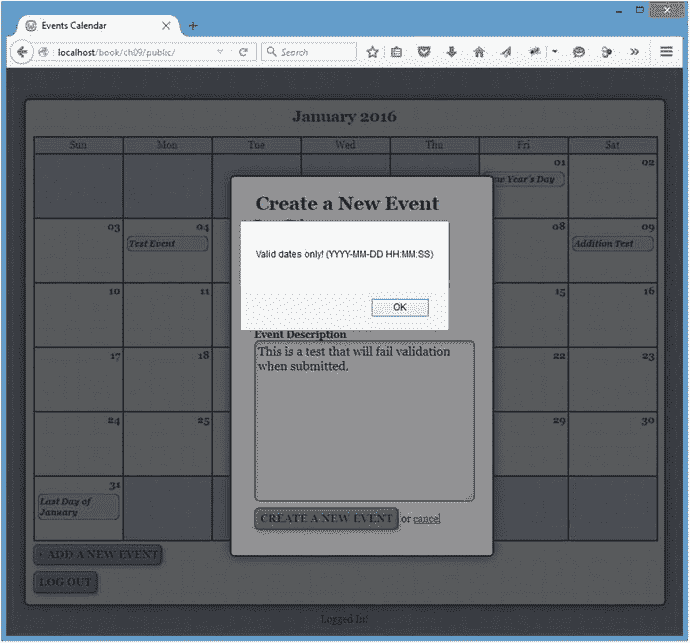 Events Calendar
localhost/book/ch09/public/
Search
January 2016
Sun Mon Tue Wed Thu Fri Sat
01 02
Year's Day
Create a New Event
03 04 08 09
Test Event
Addition Test
Valid dates only! (YYYY-MM-DD HH:MM:SS)
10 11 15 16
OK
Event Description
This is a test that will fail validation
when submitted.
17 18 22 23
24 25 29 30
31
Last Day of
January
CREATE A NEW EVENT or cancel
+ ADD A NEW EVENT
LOG OUT
Logged In!